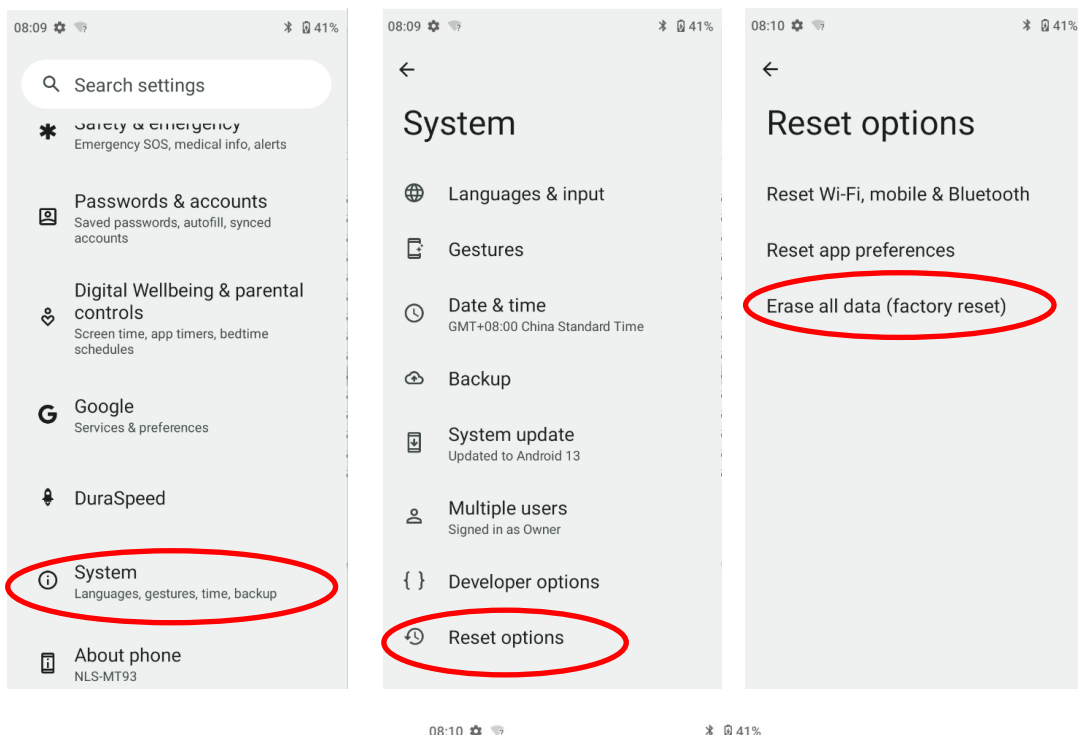 08:09 41%
Search settings
Safety & emergency
Emergency SOS, medical info, alerts
Passwords & accounts
Saved passwords, autofill, synced
accounts
Digital Wellbeing & parental
controls
Screen time, app timers, bedtime
schedules
Google
Services & preferences
DuraSpeed
System
Languages, gestures, time, backup
About phone
NLS-MT93
08:09 41%
System
Languages & input
Gestures
Date & time
GMT+08:00 China Standard Time
Backup
System update
Updated to Android 13
Multiple users
Signed in as Owner
Developer options
Reset options
08:10 41%
Reset options
Reset Wi-Fi, mobile & Bluetooth
Reset app preferences
Erase all data (factory reset)
08:10 41%